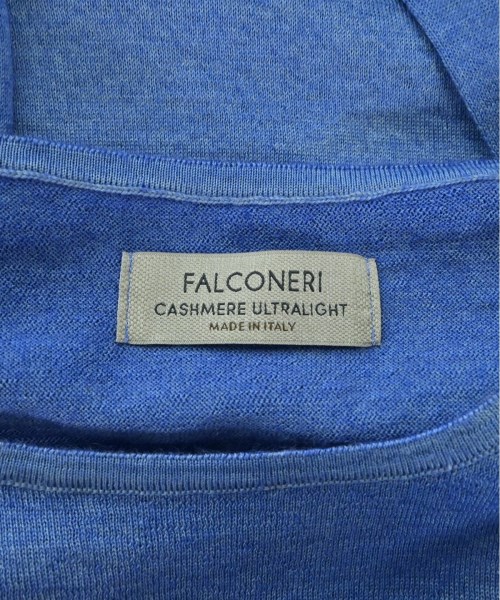 FALCONERI
CASHMERE ULTRALIGHT
MADE IN ITALY